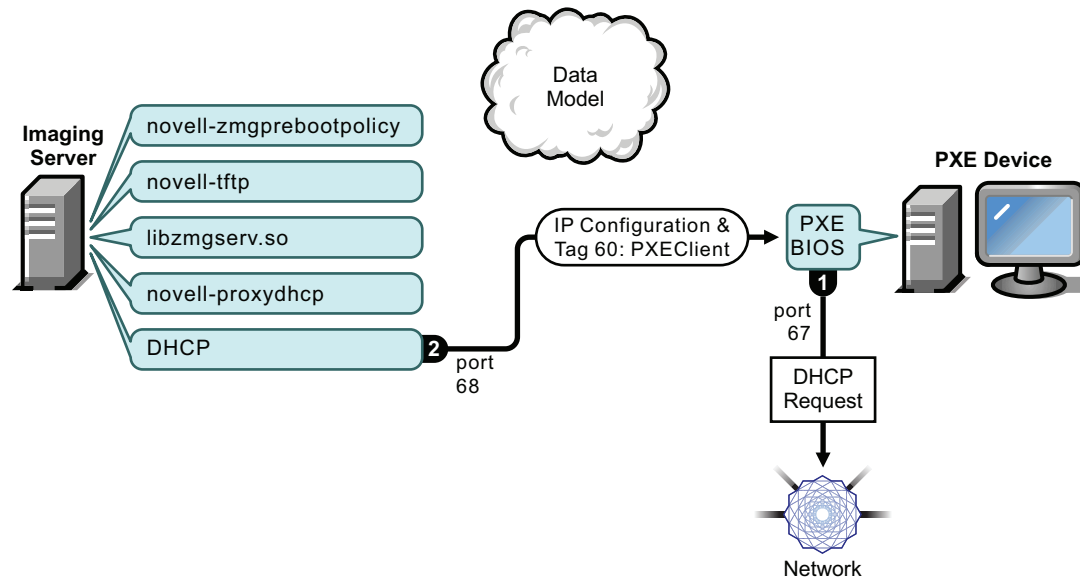 Data
Model
Imaging
Server
novell-zmgprebootpolicy
novell-tftp
libzmgserv.so
novell-proxydhcp
DHCP
2
port
68
IP Configuration &
Tag 60: PXEClient
PXE
BIOS
1
port
67
PXE Device
DHCP
Request
Network